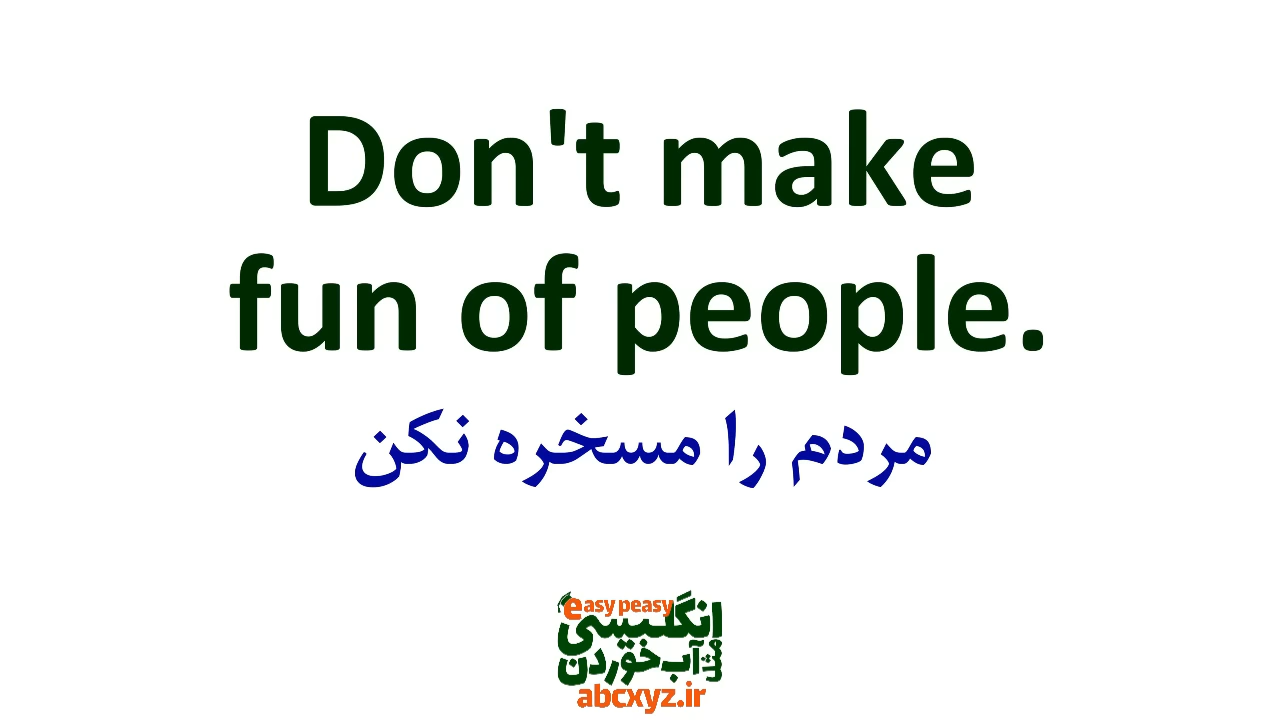 Don't make
fun of people.
مردم را مسخره نکن
easy peasy
انگلیسی
مثل آب خوردن
abcxyz.ir